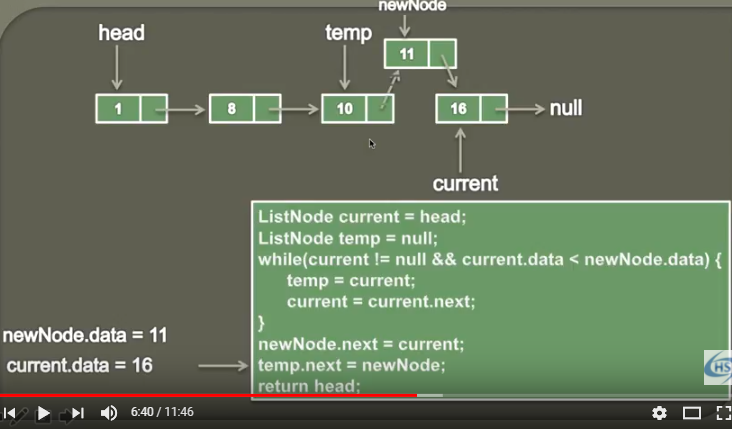 newNode
head
temp
11
1
8
10
16
null
current
ListNode current = head;
ListNode temp = null;
while(current != null && current.data < newNode.data) {
temp = current;
current = current.next;
}
newNode.next = current;
temp.next = newNode;
return head;
newNode.data = 11
current.data = 16
HS
6:40 / 11:46